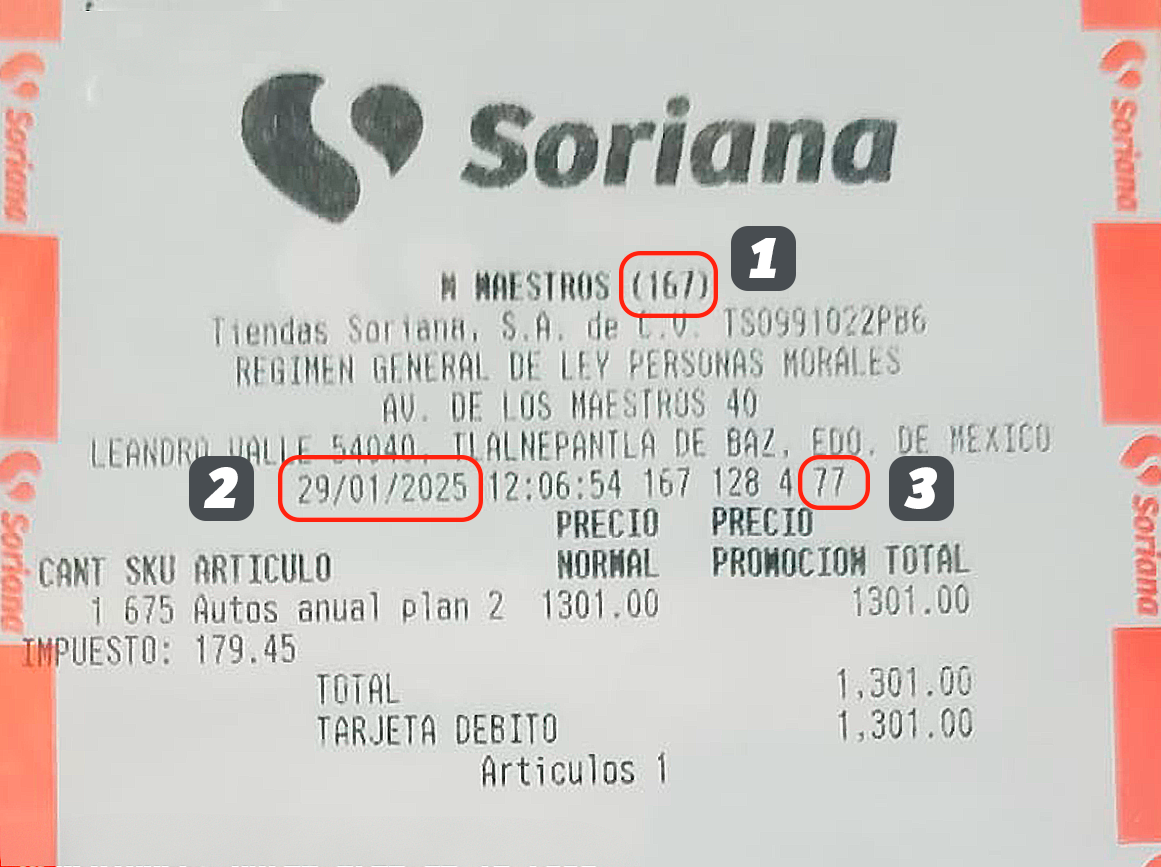 Soriana
1
M MAESTROS (167)
Tiendas Soriana, S.A. de C.V. TSO991022PB6
REGIMEN GENERAL DE LEY PERSONAS MORALES
AV. DE LOS MAESTROS 40
LEANDRO VALLE 54040, TLALNEPANTLA DE BAZ, EDO. DE MEXICO
2 29/01/2025 12:06:54 167 128 4 77 3
PRECIO PRECIO
CANT SKU ARTICULO NORMAL PROMOCION TOTAL
1 675 Autos anual plan 2 1301.00 1301.00
IMPUESTO: 179.45
TOTAL 1,301.00
TARJETA DEBITO 1,301.00
Articulos 1
Soriana
Soriana
Soriana
Soriana